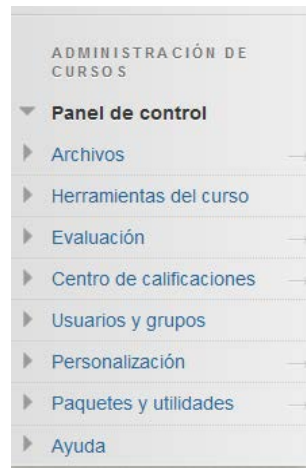 ADMINISTRACIÓN DE
CURSOS
Panel de control
Archivos
Herramientas del curso
Evaluación
Centro de calificaciones
Usuarios y grupos
Personalización
Paquetes y utilidades
Ayuda